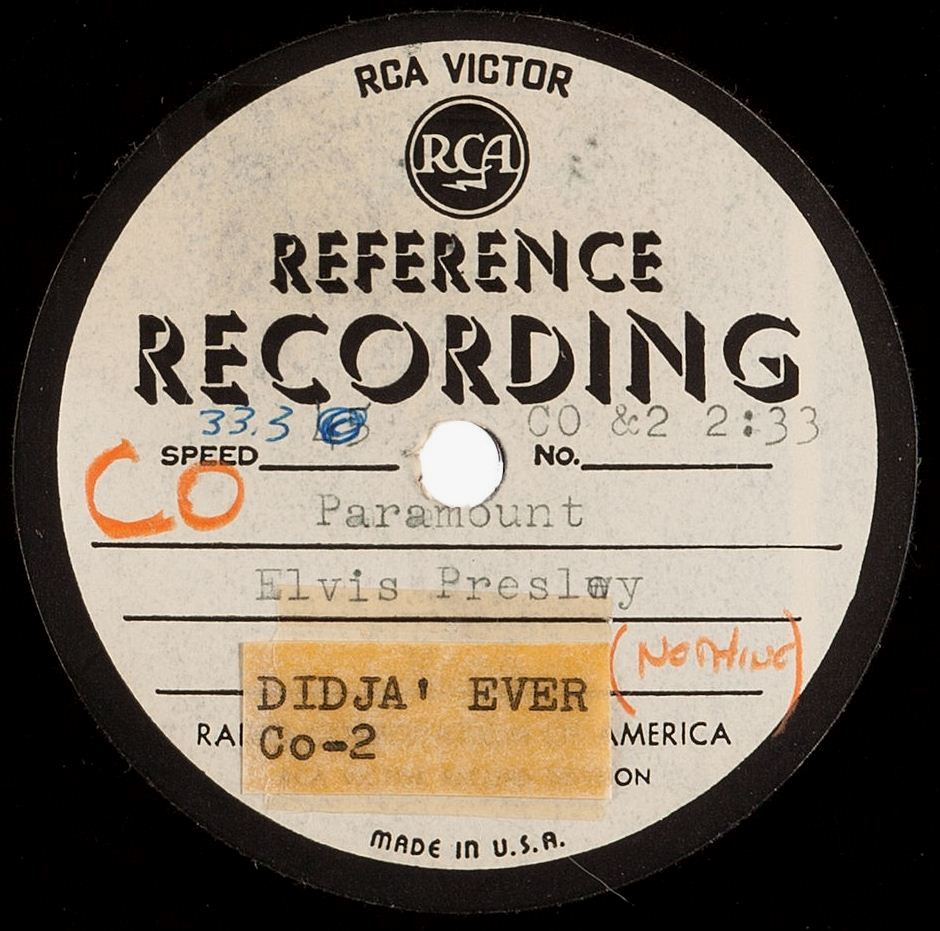 RCA VICTOR
RCA
REFERENCE
RECORDING
33.3 CO &2 2:33
SPEED NO.
Co
Paramount
Elvis Presley
(NOTHING)
DIDJA' EVER
Co-2
RA AMERICA
ON
MADE IN U.S.A.